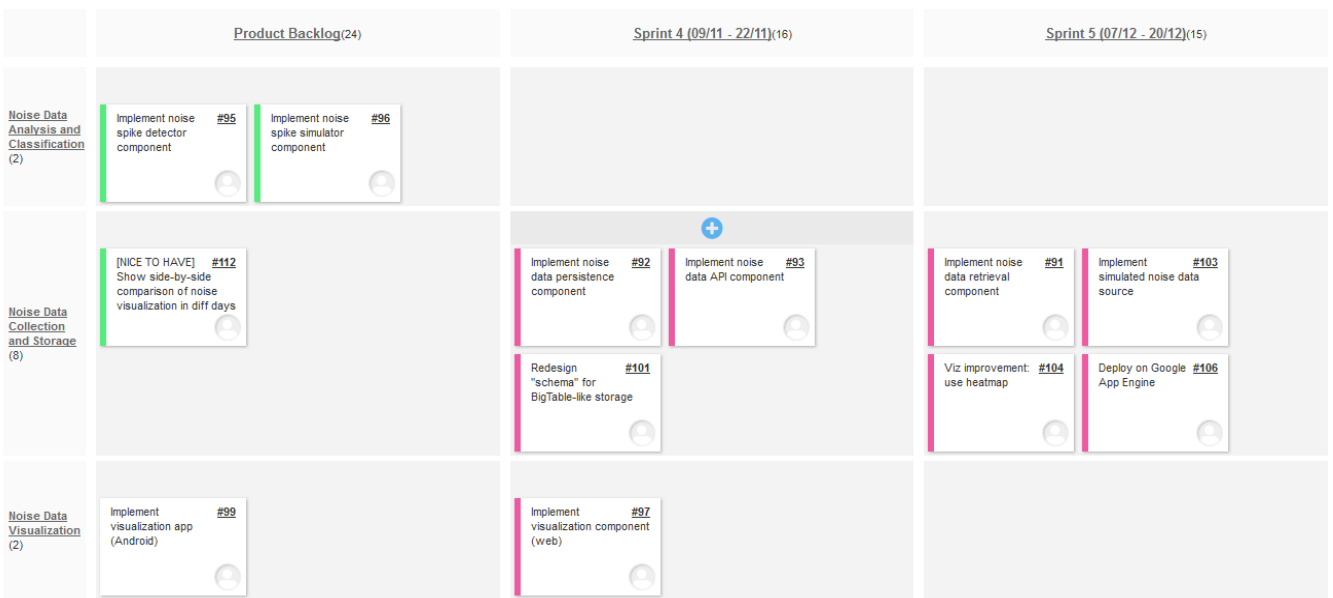 Product Backlog(24)
Sprint 4 (09/11 - 22/11)(16)
Sprint 5 (07/12 - 20/12)(15)
Noise Data
Analysis and
Classification
(2)
Implement noise
spike detector
component
#95
Implement noise
spike simulator
component
#96
Noise Data
Collection
and Storage
(8)
[NICE TO HAVE]
Show side-by-side
comparison of noise
visualization in diff days
#112
Implement noise
data persistence
component
#92
Implement noise
data API component
#93
Redesign
"schema" for
BigTable-like storage
#101
Implement noise
data retrieval
component
#91
Implement
simulated noise data
source
#103
Viz improvement:
use heatmap
#104
Deploy on Google
App Engine
#106
Noise Data
Visualization
(2)
Implement
visualization app
(Android)
#99
Implement
visualization component
(web)
#97